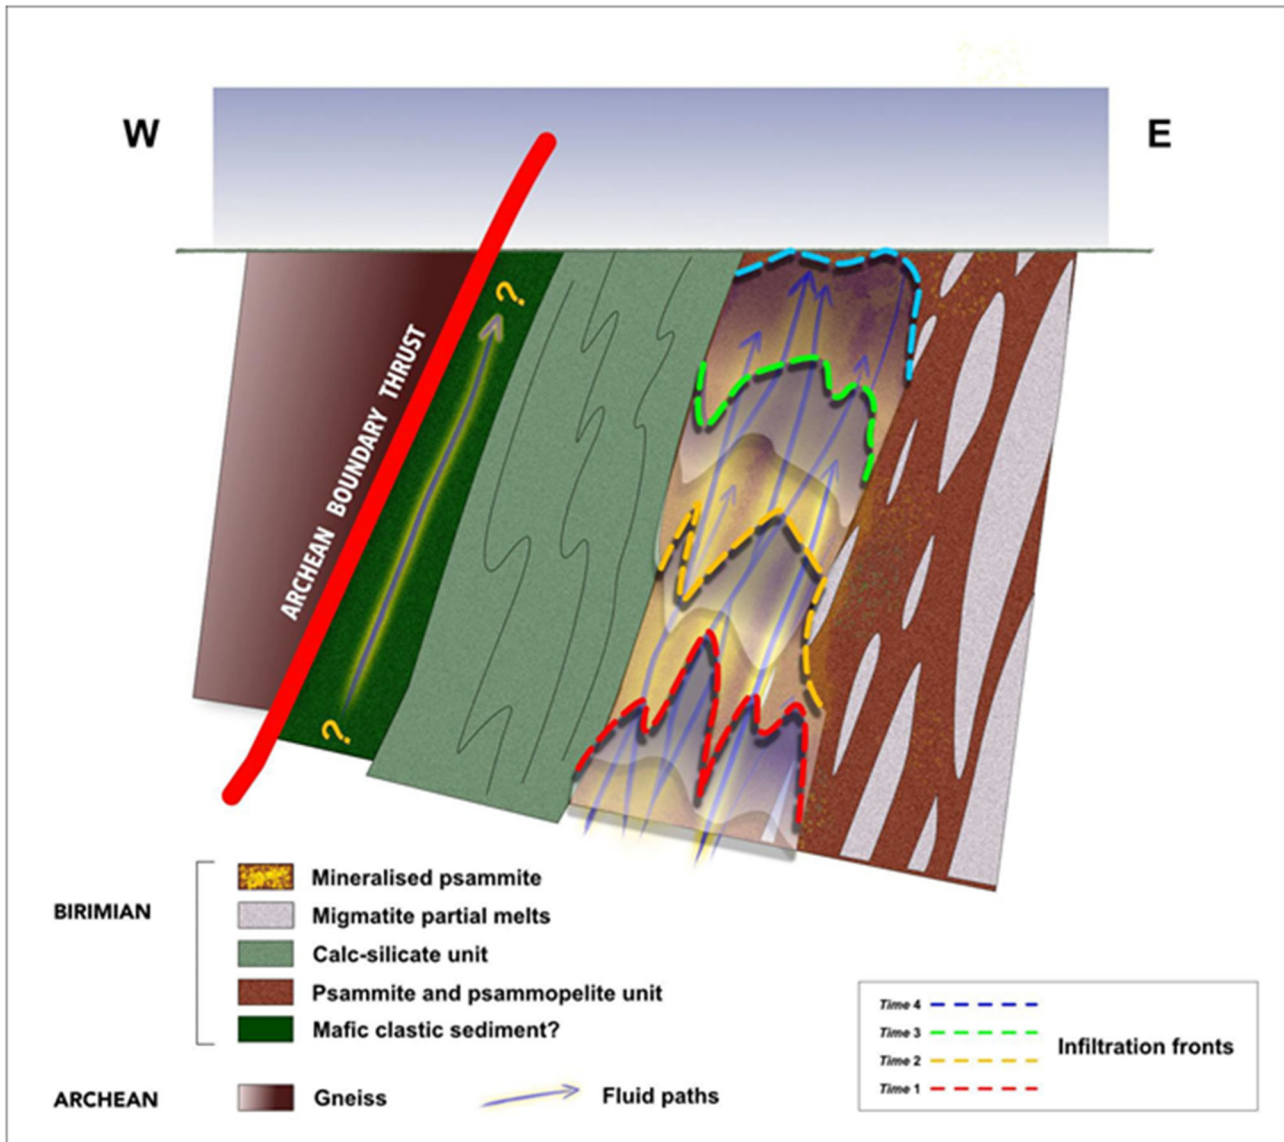 W
E
ARCHEAN BOUNDARY THRUST
?
?
BIRIMIAN
Mineralised psammite
Migmatite partial melts
Calc-silicate unit
Psammite and psammopelite unit
Mafic clastic sediment?
ARCHEAN
Gneiss
Fluid paths
Time 4
Time 3
Time 2
Time 1
Infiltration fronts